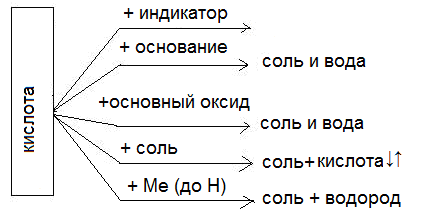 кислота
+ индикатор
+ основание
соль и вода
+основный оксид
соль и вода
+ соль
соль+кислота↓↑
+ Ме (до Н)
соль + водород